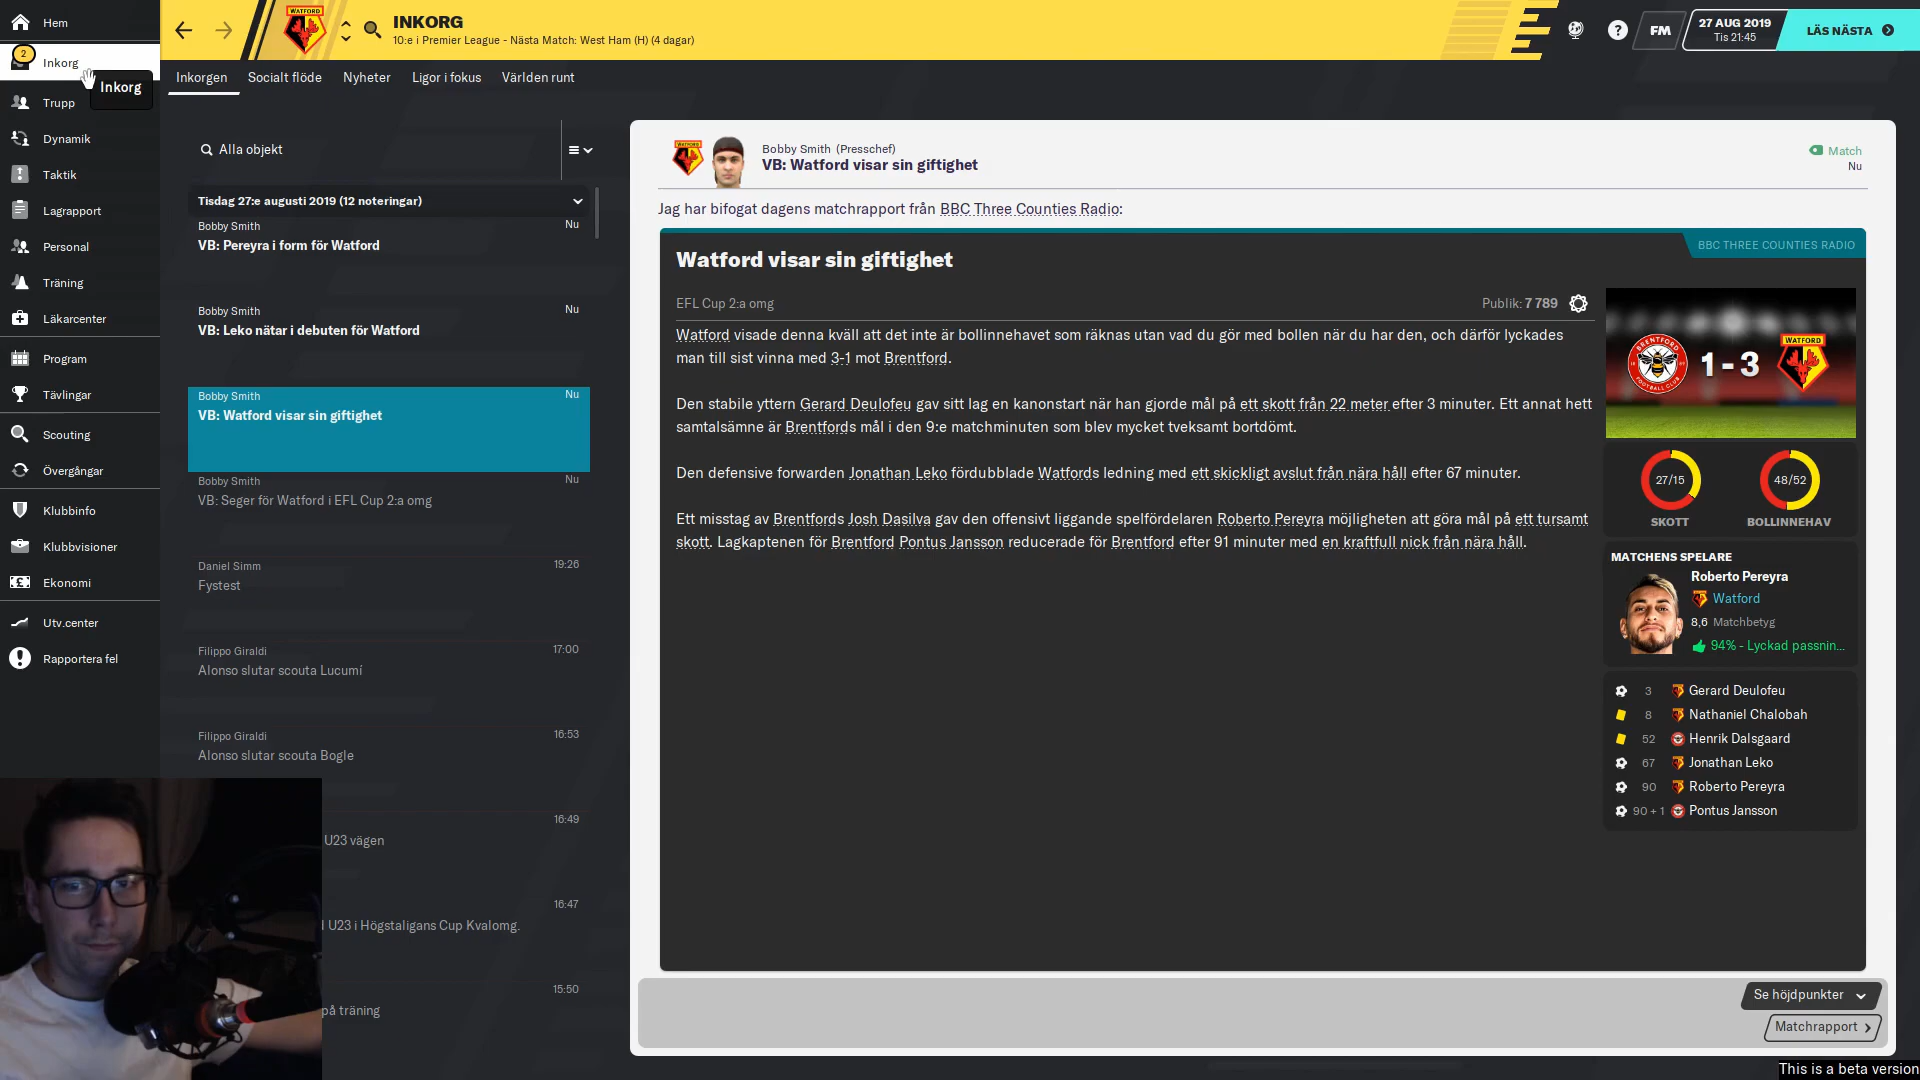 Hem
2
Inkorg
Inkorg
Trupp
Dynamik
Taktik
Lagrapport
Personal
Träning
Läkarcenter
Program
Tävlingar
Scouting
Övergångar
Klubbinfo
Klubbvisioner
Ekonomi
Utv.center
Rapportera fel
WATFORD
INKORG
10:e i Premier League - Nästa Match: West Ham (H) (4 dagar)
?
FM
27 AUG 2019
Tis 21:45
LÄS NÄSTA
Inkorgen
Socialt flöde
Nyheter
Ligor i fokus
Världen runt
Alla objekt
Tisdag 27:e augusti 2019 (12 noteringar)
Bobby Smith
Nu
VB: Pereyra i form för Watford
Bobby Smith
Nu
VB: Leko nätar i debuten för Watford
Bobby Smith
Nu
VB: Watford visar sin giftighet
Bobby Smith
Nu
VB: Seger för Watford i EFL Cup 2:a omg
Daniel Simm
19:26
Fystest
Filippo Giraldi
17:00
Alonso slutar scouta Lucumí
Filippo Giraldi
16:53
Alonso slutar scouta Bogle
16:49
U23 vägen
16:47
U23 i Högstaligans Cup Kvalomg.
15:50
på träning
WATFORD
Bobby Smith (Presschef)
VB: Watford visar sin giftighet
Match
Nu
Jag har bifogat dagens matchrapport från BBC Three Counties Radio:
BBC THREE COUNTIES RADIO
Watford visar sin giftighet
EFL Cup 2:a omg
Publik: 7 789
Watford visade denna kväll att det inte är bollinnehavet som räknas utan vad du gör med bollen när du har den, och därför lyckades
man till sist vinna med 3-1 mot Brentford.
Den stabile yttern Gerard Deulofeu gav sitt lag en kanonstart när han gjorde mål på ett skott från 22 meter efter 3 minuter. Ett annat hett
samtalsämne är Brentfords mål i den 9:e matchminuten som blev mycket tveksamt bortdömt.
Den defensive forwarden Jonathan Leko fördubblade Watfords ledning med ett skickligt avslut från nära håll efter 67 minuter.
Ett misstag av Brentfords Josh Dasilva gav den offensivt liggande spelfördelaren Roberto Pereyra möjligheten att göra mål på ett tursamt
skott. Lagkaptenen för Brentford Pontus Jansson reducerade för Brentford efter 91 minuter med en kraftfull nick från nära håll.
BRENTFORD
FOOTBALL CLUB
1 - 3
WATFORD
27/15
SKOTT
48/52
BOLLINNEHAV
MATCHENS SPELARE
Roberto Pereyra
Watford
8,6 Matchbetyg
94% - Lyckad passnin...
3 Gerard Deulofeu
8 Nathaniel Chalobah
52 Henrik Dalsgaard
67 Jonathan Leko
90 Roberto Pereyra
90 + 1 Pontus Jansson
Se höjdpunkter
Matchrapport
This is a beta version